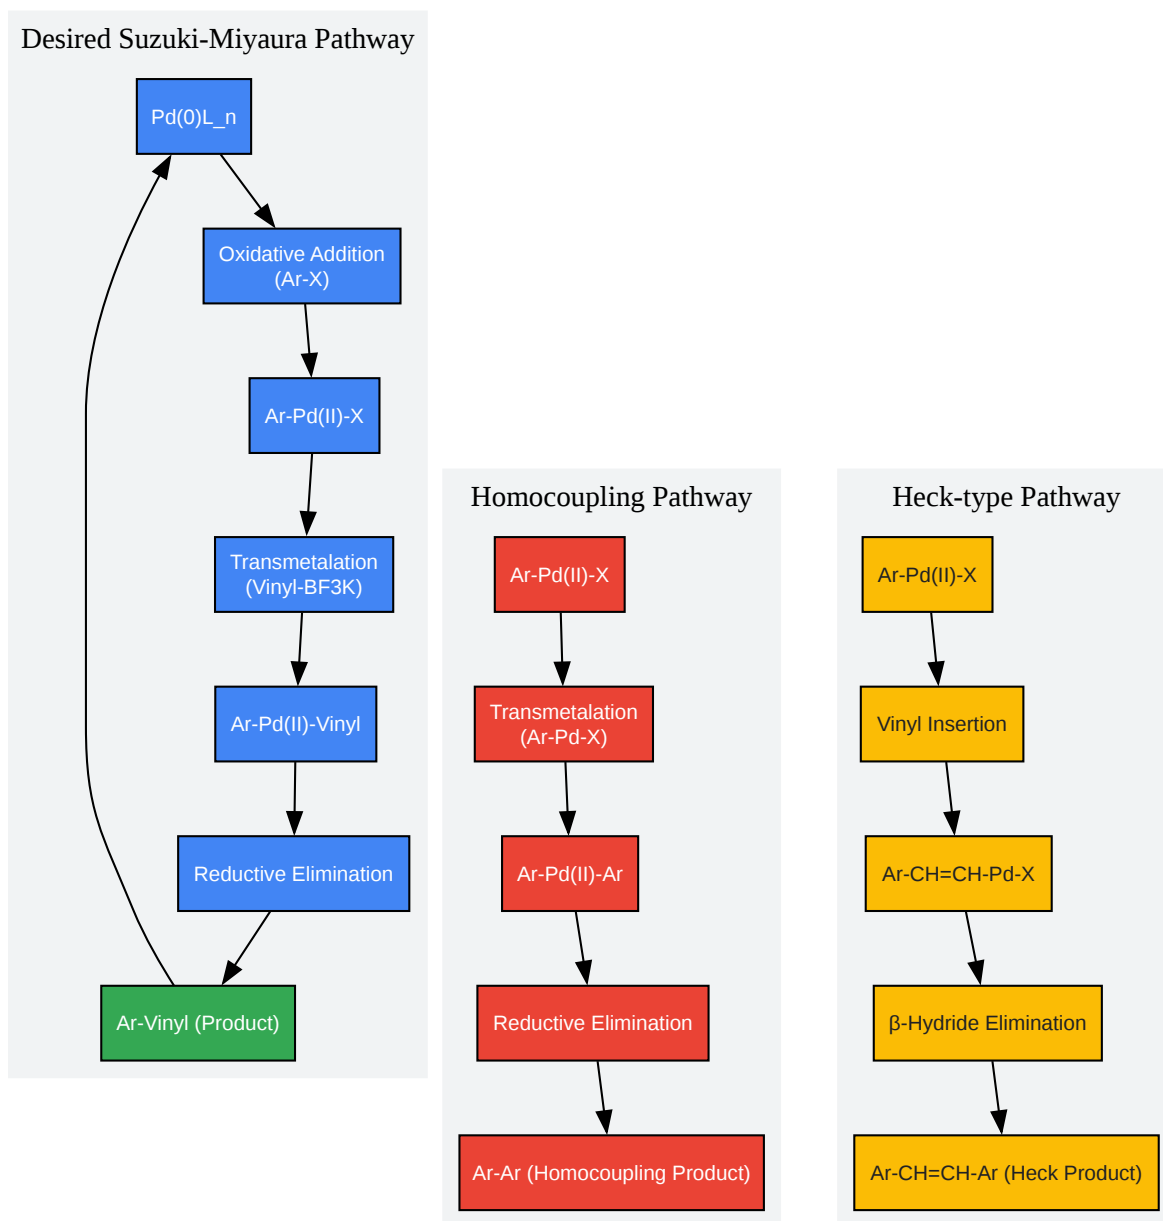 Desired Suzuki-Miyaura Pathway
Pd(0)L_n
Oxidative Addition
(Ar-X)
Ar-Pd(II)-X
Transmetalation
(Vinyl-BF3K)
Ar-Pd(II)-Vinyl
Reductive Elimination
Ar-Vinyl (Product)
Homocoupling Pathway
Ar-Pd(II)-X
Transmetalation
(Ar-Pd-X)
Ar-Pd(II)-Ar
Reductive Elimination
Ar-Ar (Homocoupling Product)
Heck-type Pathway
Ar-Pd(II)-X
Vinyl Insertion
Ar-CH=CH-Pd-X
β-Hydride Elimination
Ar-CH=CH-Ar (Heck Product)